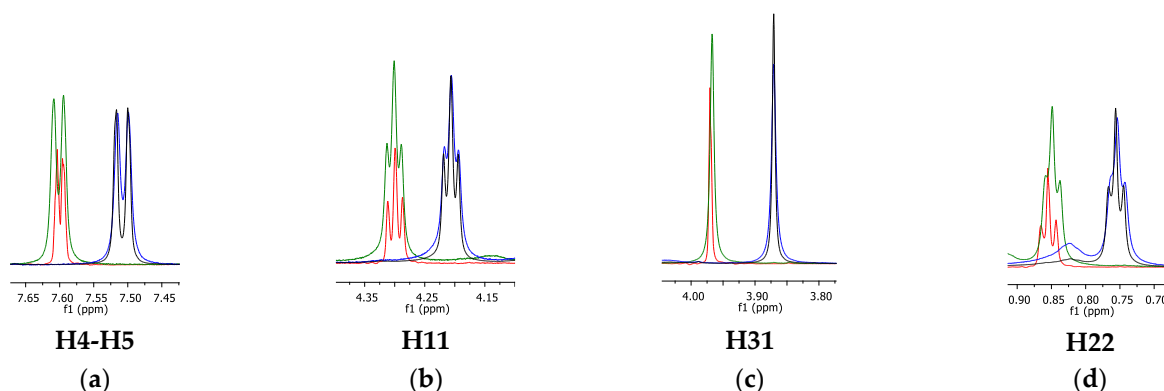 7.65 7.60 7.55 7.50 7.45
f1 (ppm)
H4-H5
(a)
4.35 4.25 4.15
f1 (ppm)
H11
(b)
4.00 3.90 3.80
f1 (ppm)
H31
(c)
0.90 0.85 0.80 0.75 0.70
f1 (ppm)
H22
(d)